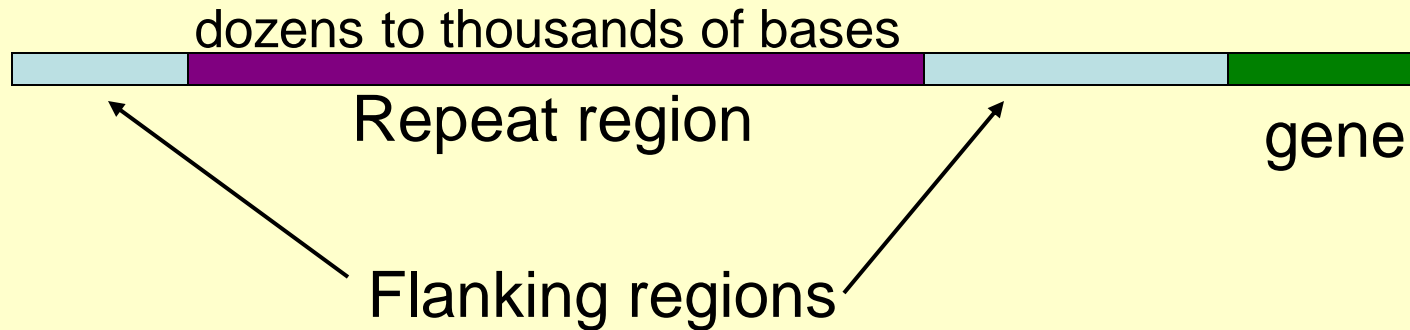 dozens to thousands of bases
Repeat region
gene
Flanking regions